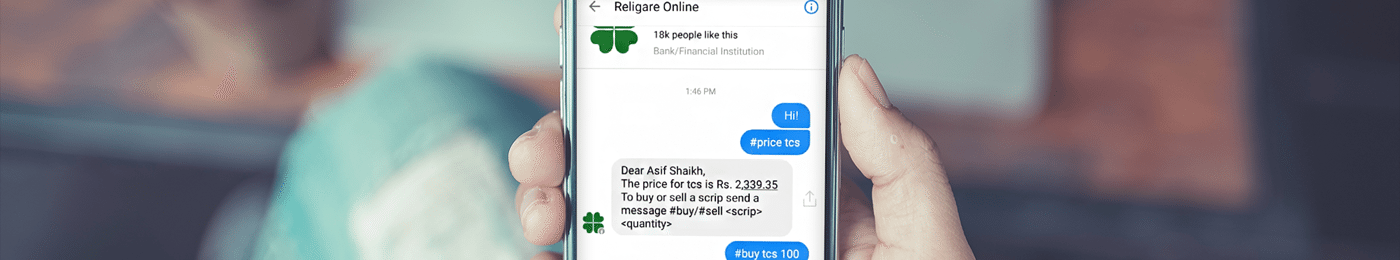 Religare Online
18k people like this
Bank/Financial Institution
1:46 PM
Hi!
#price tcs
Dear Asif Shaikh,
The price for tcs is Rs. 2,339.35
To buy or sell a scrip send a
message #buy/#sell <scrip>
<quantity>
#buy tcs 100